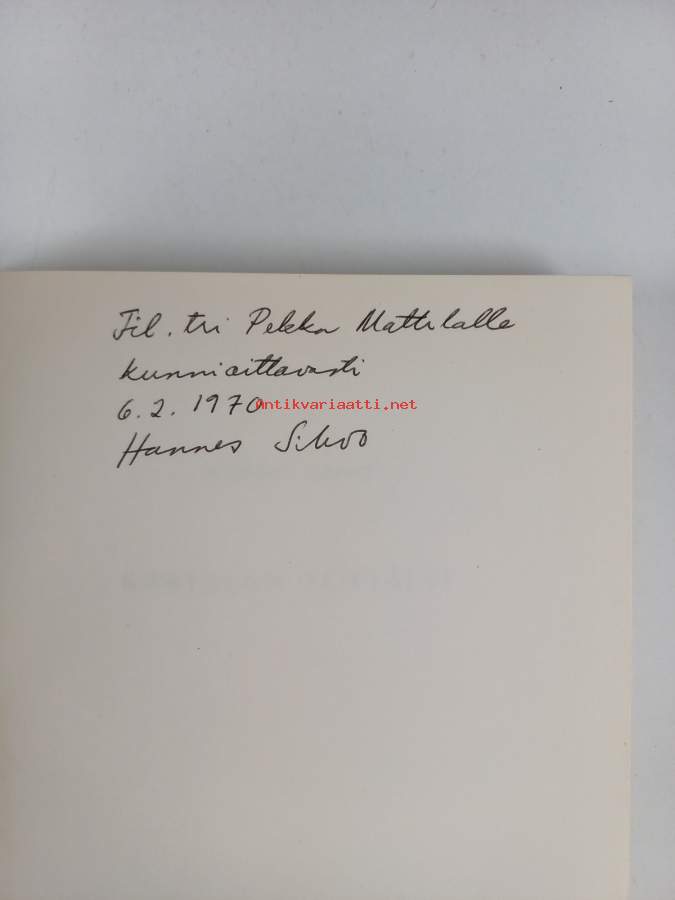 Fil. tri Pekka Mattilalle
kunnioittavasti
6.2.1970 Antikvariaatti.net
Hannes Sihvo